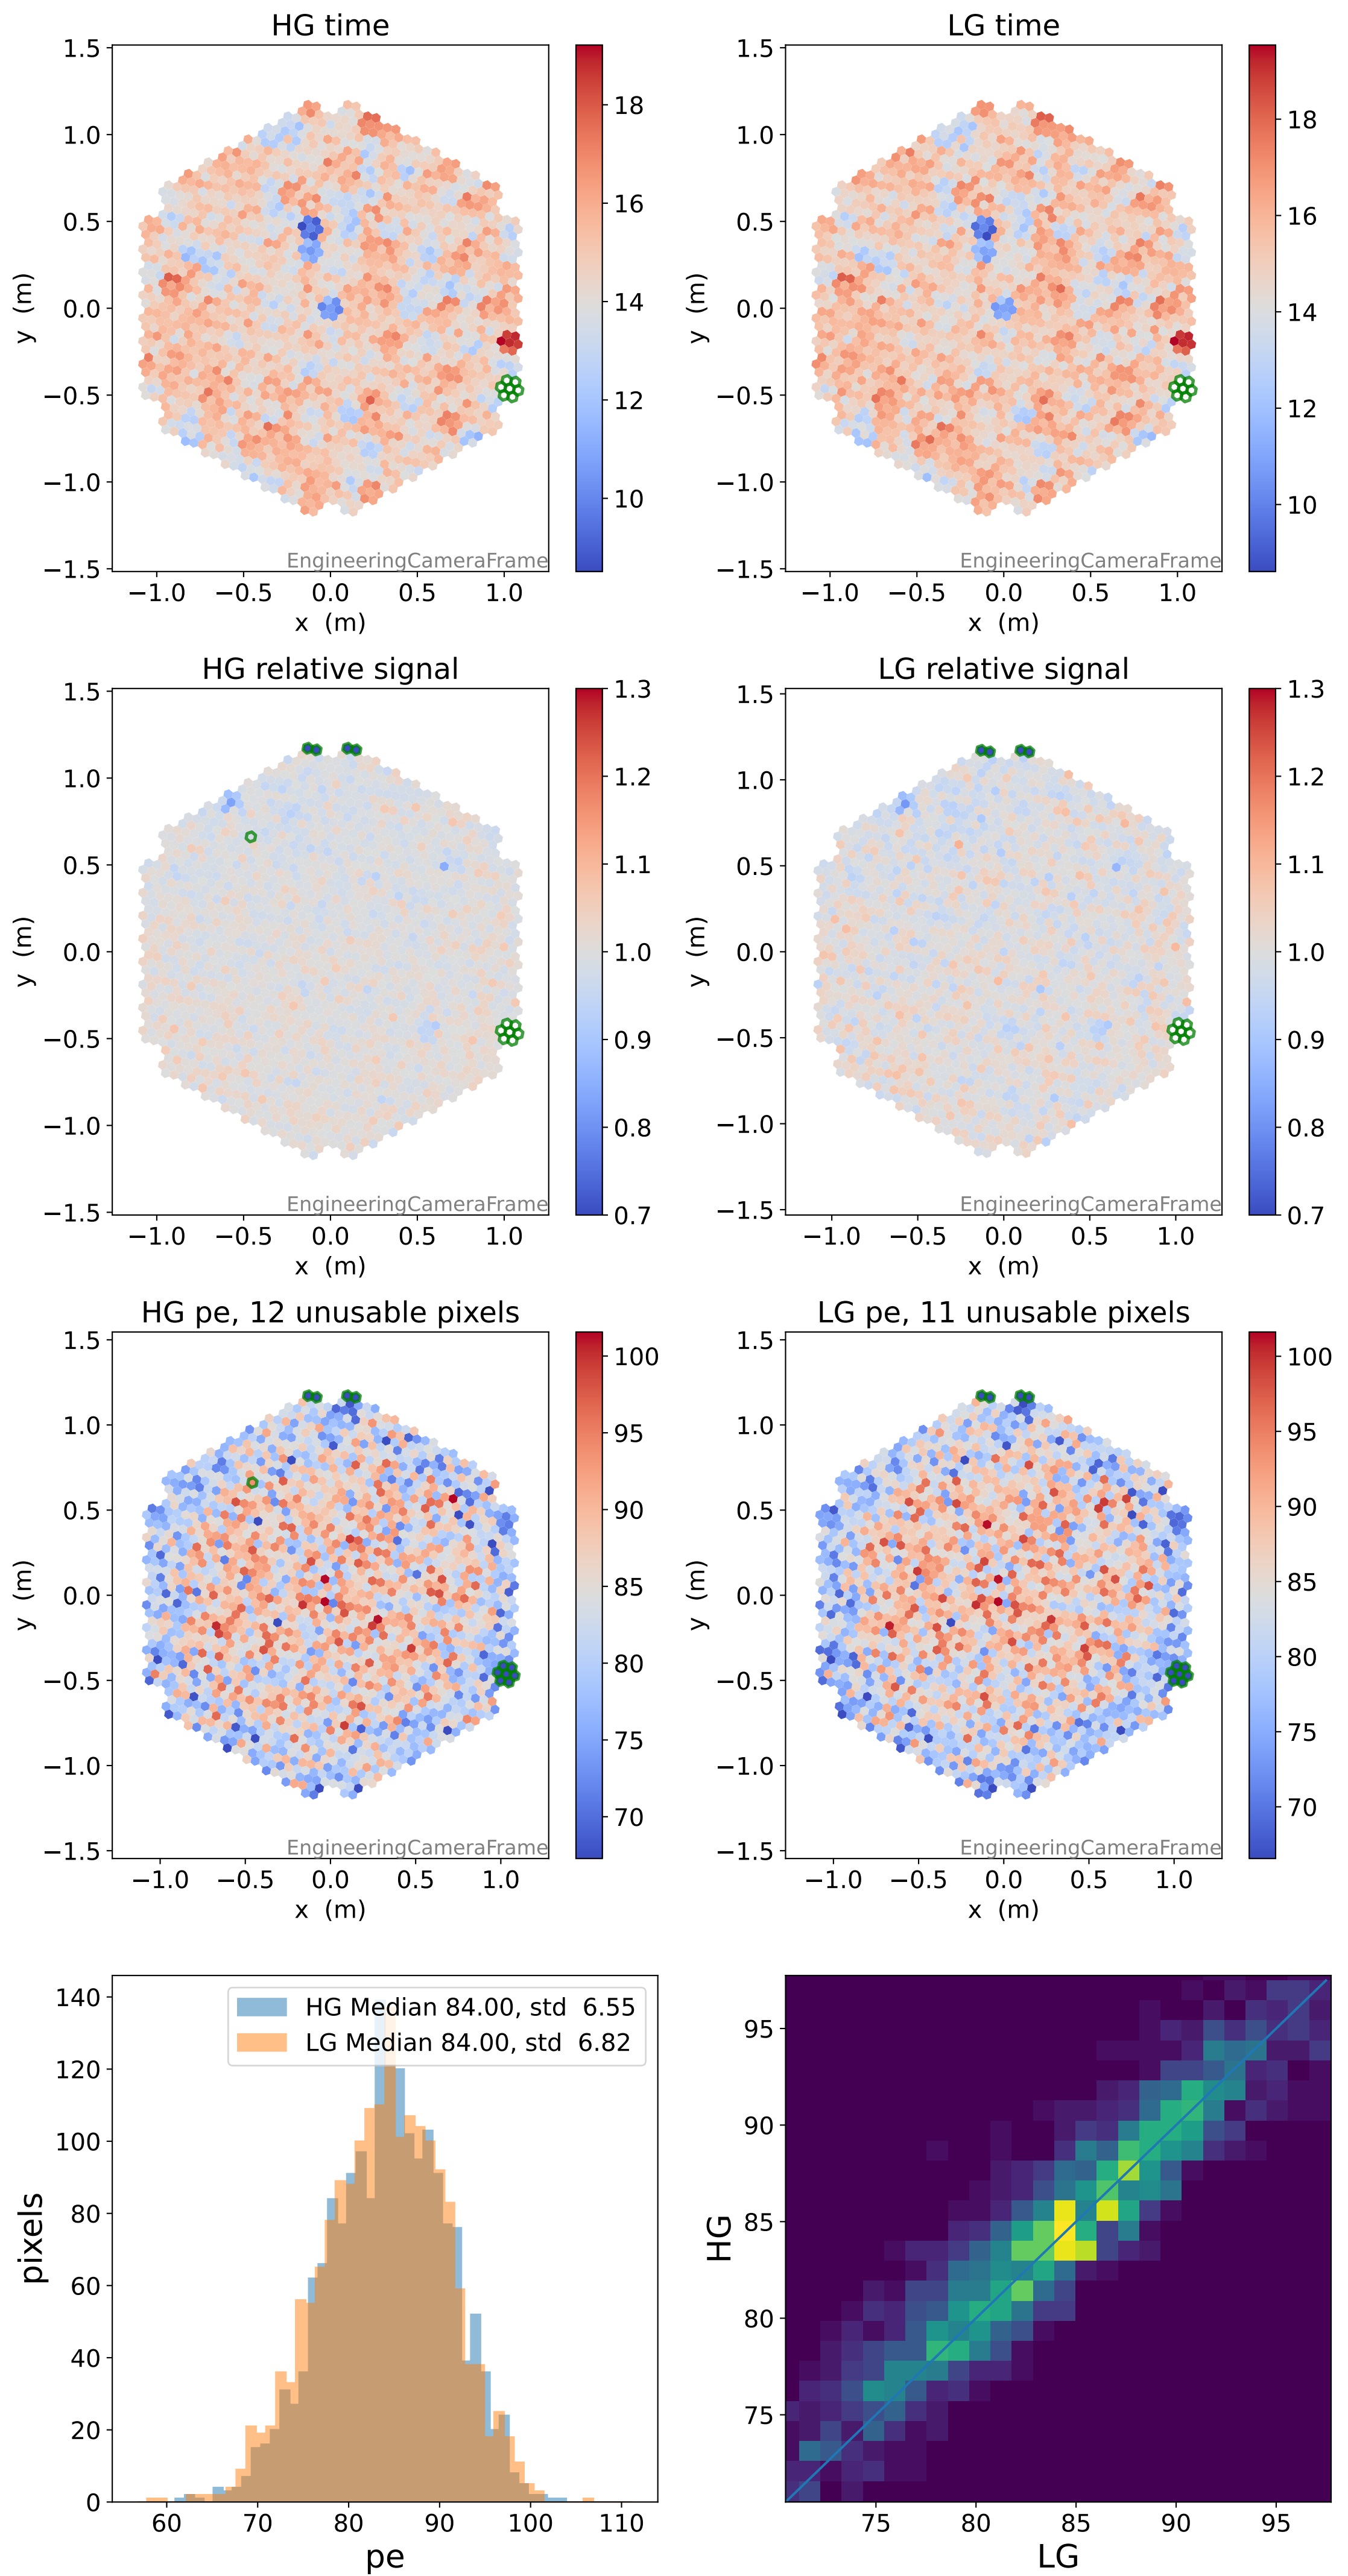 HG time
LG time
1.5
1.0
0.5
0.0
−0.5
−1.0
−1.5
y (m)
−1.0 −0.5 0.0 0.5 1.0
x (m)
EngineeringCameraFrame
18
16
14
12
10
1.5
1.0
0.5
0.0
−0.5
−1.0
−1.5
y (m)
−1.0 −0.5 0.0 0.5 1.0
x (m)
EngineeringCameraFrame
18
16
14
12
10
HG relative signal
LG relative signal
1.5
1.0
0.5
0.0
−0.5
−1.0
−1.5
y (m)
−1.0 −0.5 0.0 0.5 1.0
x (m)
EngineeringCameraFrame
1.3
1.2
1.1
1.0
0.9
0.8
0.7
1.5
1.0
0.5
0.0
−0.5
−1.0
−1.5
y (m)
−1.0 −0.5 0.0 0.5 1.0
x (m)
EngineeringCameraFrame
1.3
1.2
1.1
1.0
0.9
0.8
0.7
HG pe, 12 unusable pixels
LG pe, 11 unusable pixels
1.5
1.0
0.5
0.0
−0.5
−1.0
−1.5
y (m)
−1.0 −0.5 0.0 0.5 1.0
x (m)
EngineeringCameraFrame
100
95
90
85
80
75
70
1.5
1.0
0.5
0.0
−0.5
−1.0
−1.5
y (m)
−1.0 −0.5 0.0 0.5 1.0
x (m)
EngineeringCameraFrame
100
95
90
85
80
75
70
HG Median 84.00, std 6.55
LG Median 84.00, std 6.82
140
120
100
80
60
40
20
0
pixels
60 70 80 90 100 110
pe
95
90
85
80
75
HG
75 80 85 90 95
LG